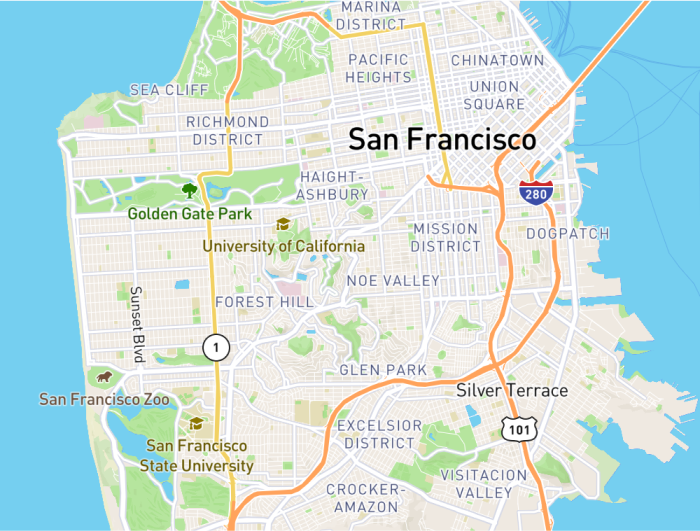 MARINA
DISTRICT
PACIFIC
HEIGHTS
CHINATOWN
SEA CLIFF
UNION
SQUARE
RICHMOND
DISTRICT
San Francisco
HAIGHT-
ASHBURY
280
Golden Gate Park
University of California
MISSION
DISTRICT
DOGPATCH
NOE VALLEY
FOREST HILL
Sunset Blvd
1
GLEN PARK
San Francisco Zoo
Silver Terrace
EXCELSIOR
DISTRICT
101
San Francisco
State University
VISITACION
VALLEY
CROCKER-
AMAZON